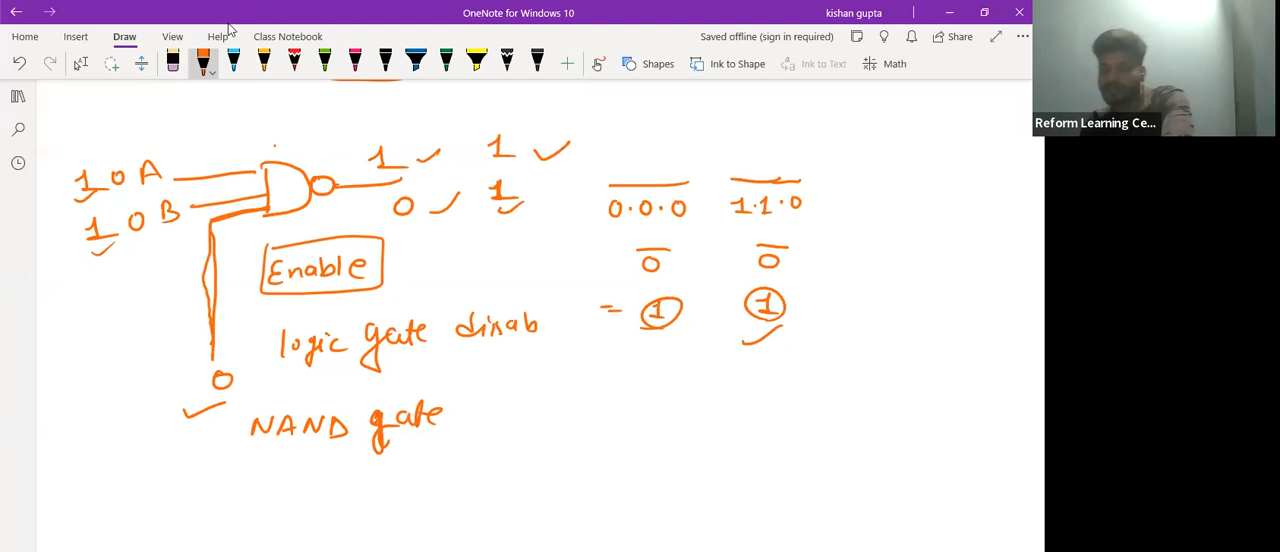 OneNote for Windows 10
kishan gupta
Home Insert Draw View Help Class Notebook
Saved offline (sign in required)
Share
Shapes Ink to Shape Ink to Text Math
Reform Learning Ce...
1 0 A
1 0 B
1 1
0 1
0·0·0 1·1·0
0 0
= 1 1
Enable
logic gate disab
0
NAND gate